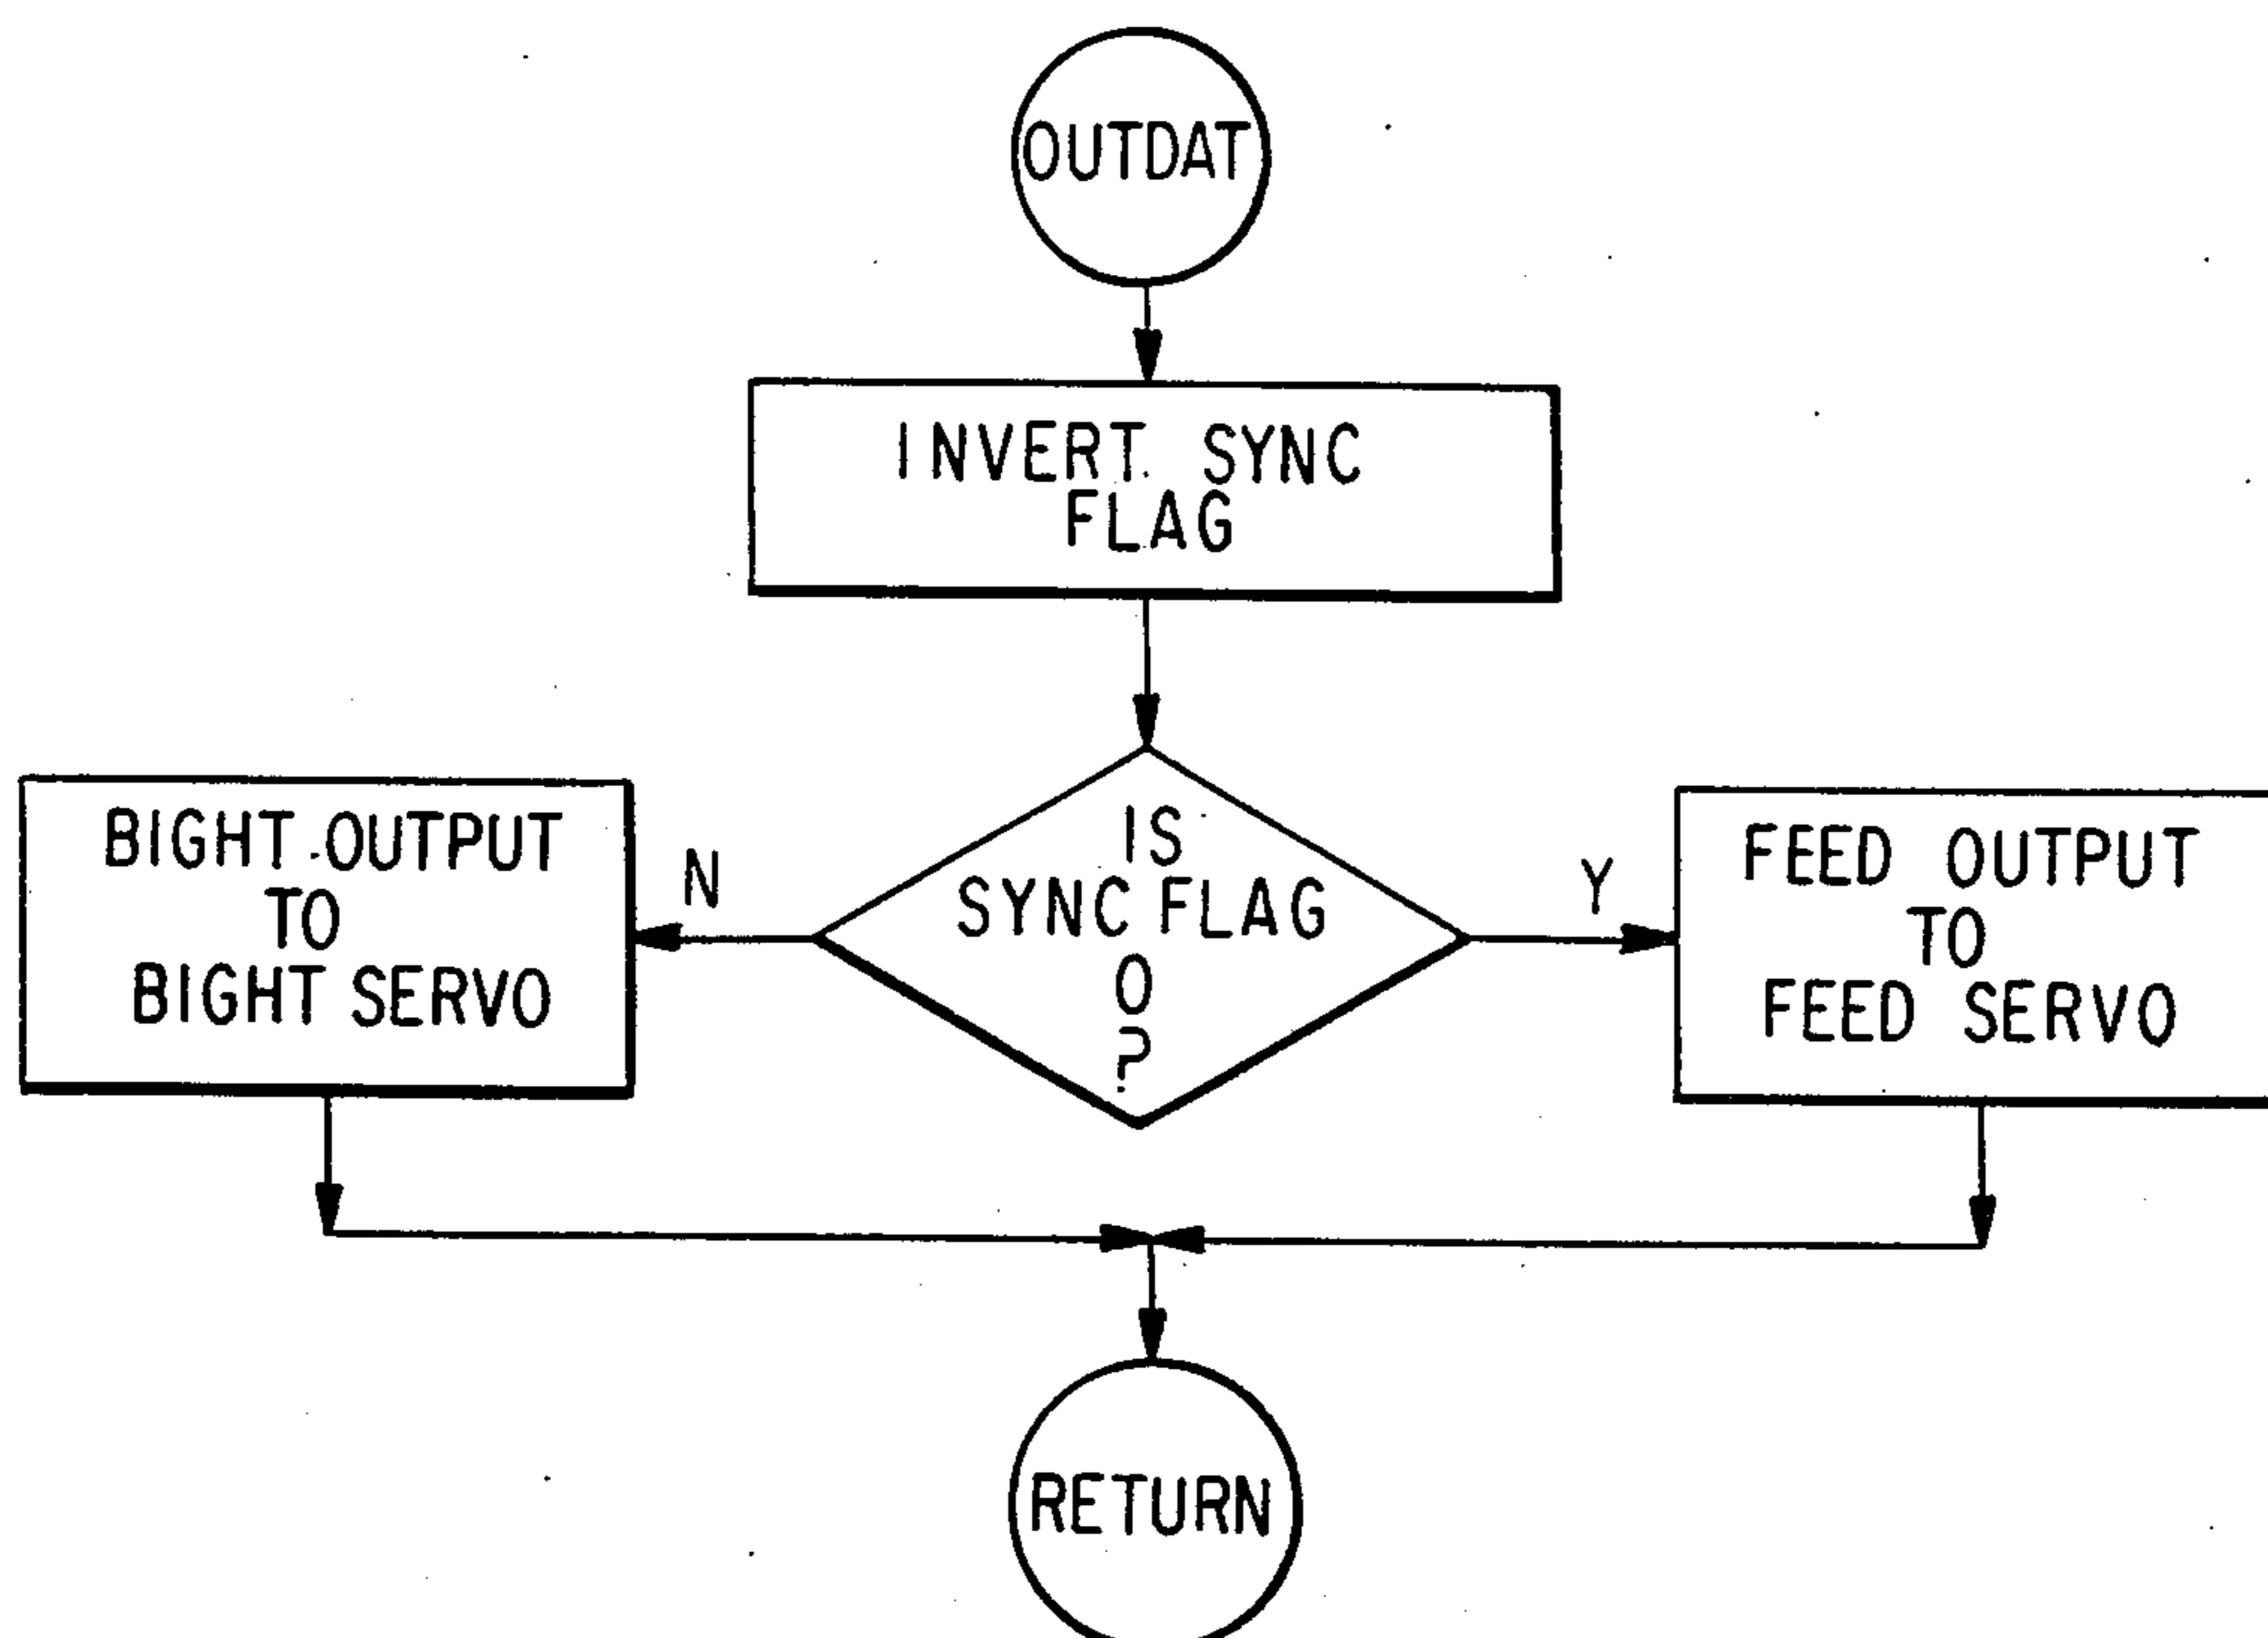 OUTDAT
INVERT SYNC
FLAG
IS
SYNC FLAG
0
?
N
Y
BIGHT OUTPUT
TO
BIGHT SERVO
FEED OUTPUT
TO
FEED SERVO
RETURN